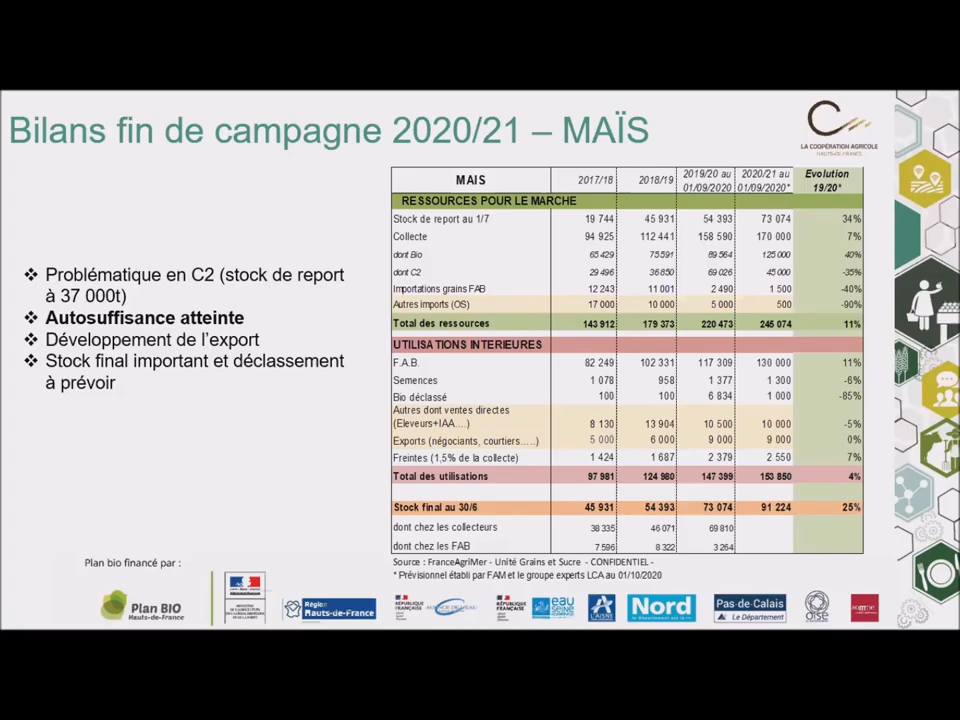 Bilans fin de campagne 2020/21 – MAÏS
LA COOPÉRATION AGRICOLE
HAUTS-DE-FRANCE
❖ Problématique en C2 (stock de report
à 37 000t)
❖ Autosuffisance atteinte
❖ Développement de l'export
❖ Stock final important et déclassement
à prévoir
MAIS 2017/18 2018/19 2019/20 au 01/09/2020 2020/21 au 01/09/2020* Evolution 19/20*
RESSOURCES POUR LE MARCHE
Stock de report au 1/7 19 744 45 931 54 393 73 074 34%
Collecte 94 925 112 441 158 590 170 000 7%
dont Bio 65 429 75 591 89 564 125 000 40%
dont C2 29 496 36 850 69 026 45 000 -35%
Importations grains FAB 12 243 11 001 2 490 1 500 -40%
Autres imports (OS) 17 000 10 000 5 000 500 -90%
Total des ressources 143 912 179 373 220 473 245 074 11%
UTILISATIONS INTERIEURES
F.A.B. 82 249 102 331 117 309 130 000 11%
Semences 1 078 958 1 377 1 300 -6%
Bio déclassé 100 100 6 834 1 000 -85%
Autres dont ventes directes
(Eleveurs+IAA....) 8 130 13 904 10 500 10 000 -5%
Exports (négociants, courtiers.....) 5 000 6 000 9 000 9 000 0%
Freintes (1,5% de la collecte) 1 424 1 687 2 379 2 550 7%
Total des utilisations 97 981 124 980 147 399 153 850 4%
Stock final au 30/6 45 931 54 393 73 074 91 224 25%
dont chez les collecteurs 38 335 46 071 69 810
dont chez les FAB 7 596 8 322 3 264
Source : FranceAgriMer - Unité Grains et Sucre - CONFIDENTIEL -
* Prévisionnel établi par FAM et le groupe experts LCA au 01/10/2020
Plan bio financé par :
Plan BIO
Hauts-de-France
Région
Hauts-de-France
RÉPUBLIQUE
FRANÇAISE
RÉPUBLIQUE
FRANÇAISE
eau
L'AISNE
Nord
Pas-de-Calais
Le Département
OISE